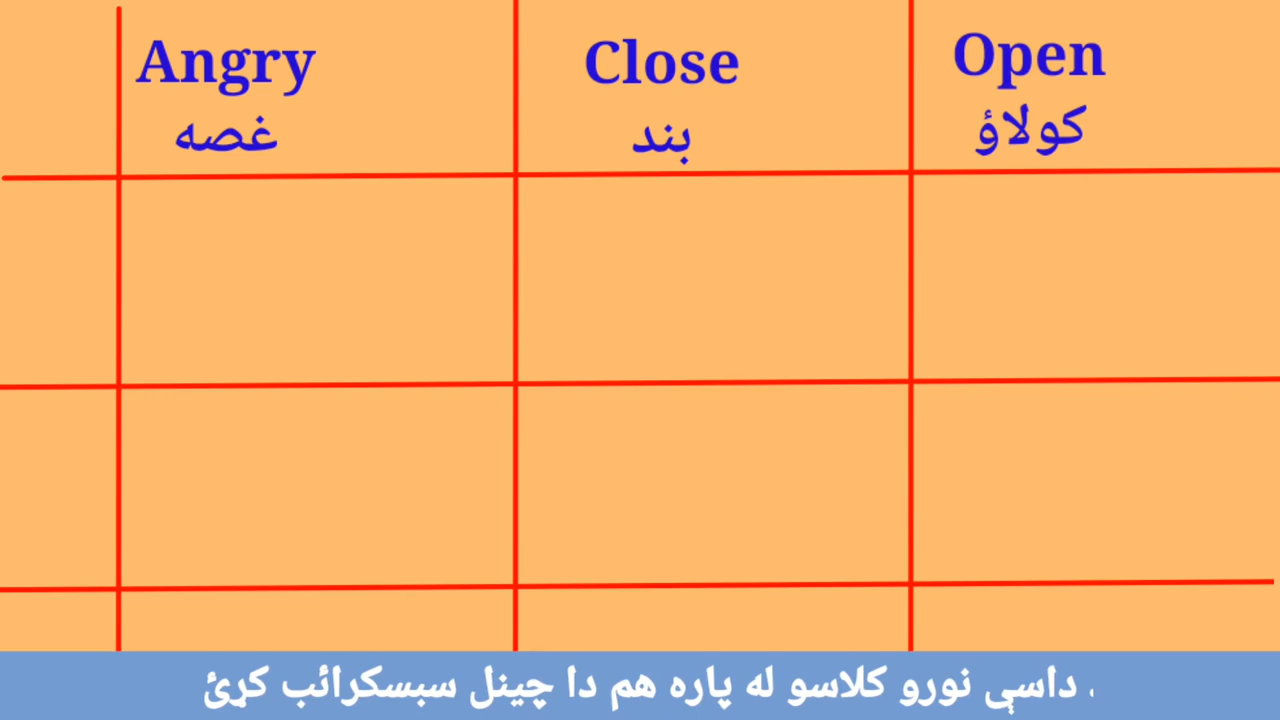 Angry
غصه
Close
بند
Open
کولاؤ
داسې نورو کلاسو له پاره هم دا چینل سبسکرائب کړئ